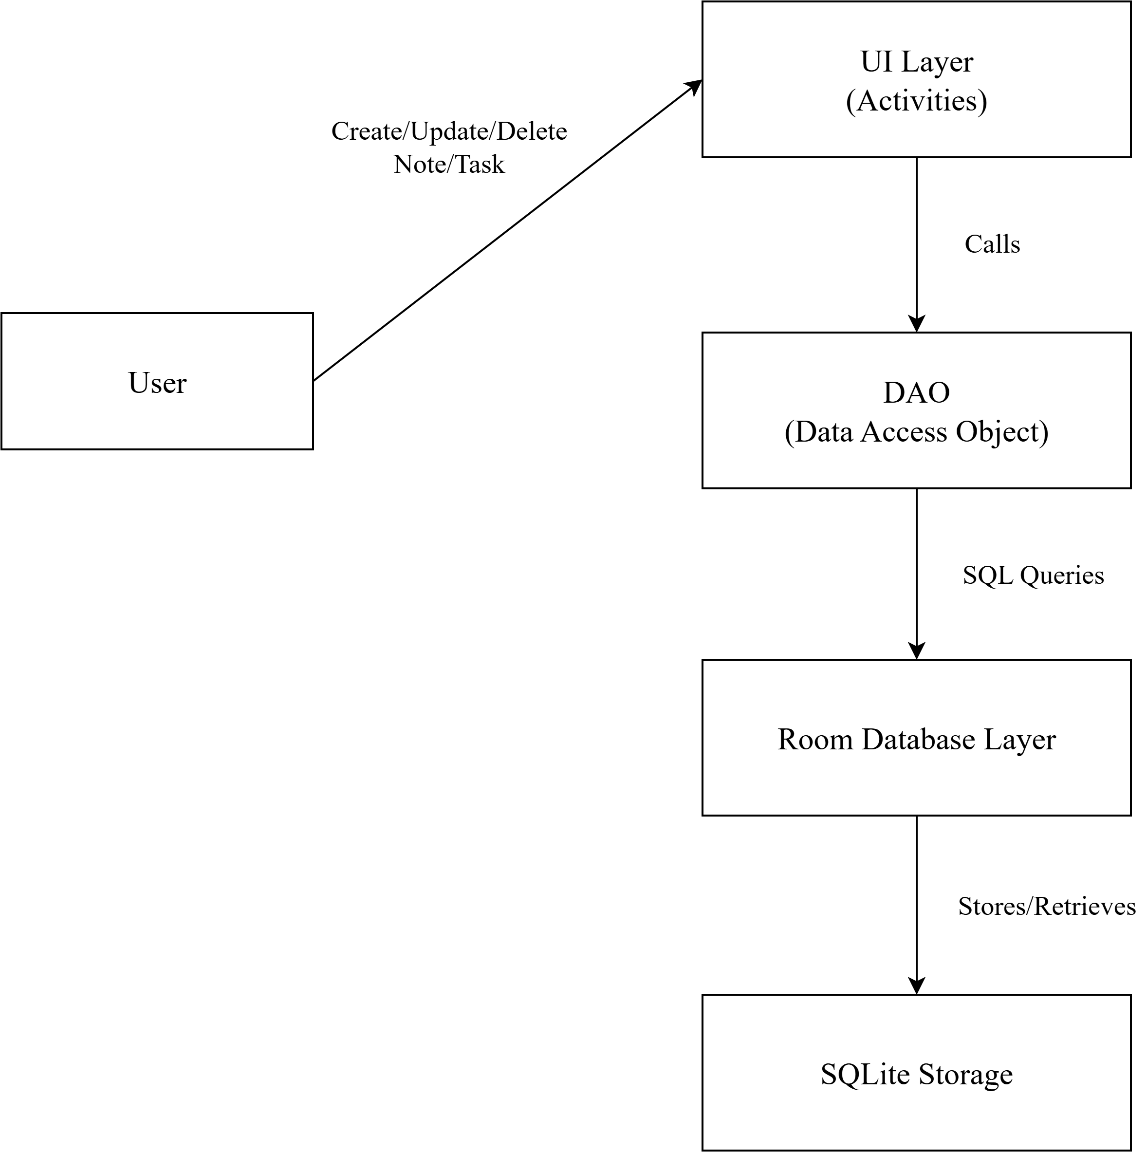 UI Layer
(Activities)
Create/Update/Delete
Note/Task
Calls
User
DAO
(Data Access Object)
SQL Queries
Room Database Layer
Stores/Retrieves
SQLite Storage